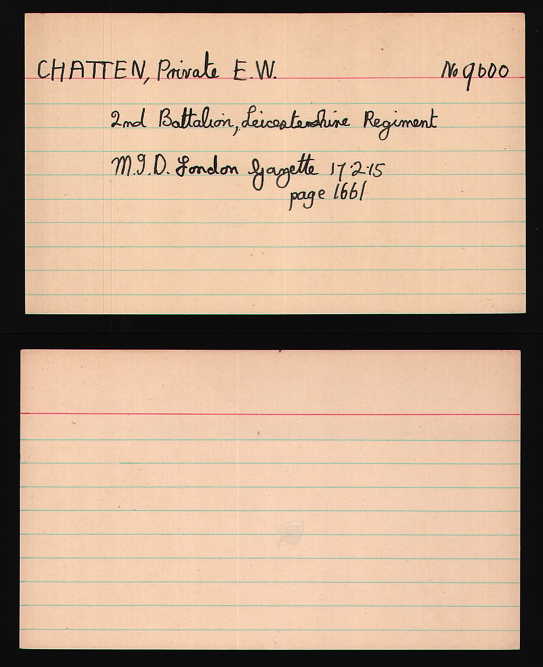 CHATTEN, Private E.W. No 9600
2nd Battalion, Leicestershire Regiment
M.I.D. London Gazette 17.2.15
page 1661